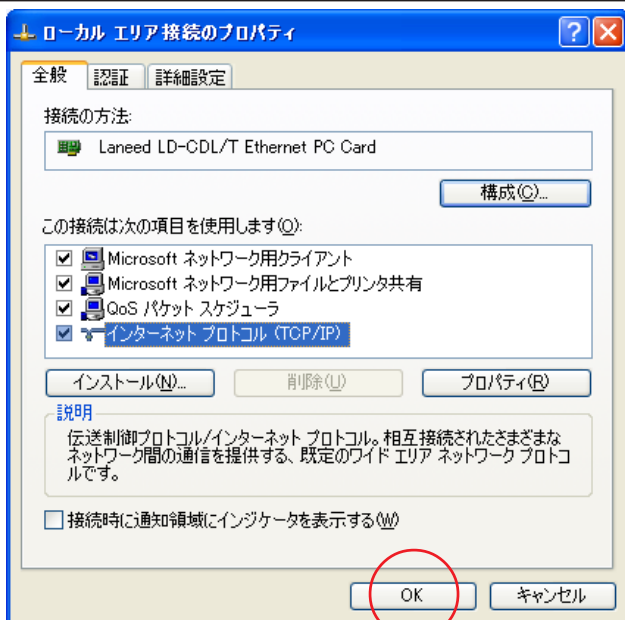 ローカル エリア接続のプロパティ
全般 認証 詳細設定
接続の方法:
Laneed LD-CDL/T Ethernet PC Card
構成(C)...
この接続は次の項目を使用します(O):
Microsoft ネットワーク用クライアント
Microsoft ネットワーク用ファイルとプリンタ共有
QoS パケット スケジューラ
インターネット プロトコル (TCP/IP)
インストール(N)... 削除(U) プロパティ(R)
説明
伝送制御プロトコル/インターネット プロトコル。相互接続されたさまざまな
ネットワーク間の通信を提供する、既定のワイド エリア ネットワーク プロトコ
ルです。
接続時に通知領域にインジケータを表示する(W)
OK キャンセル